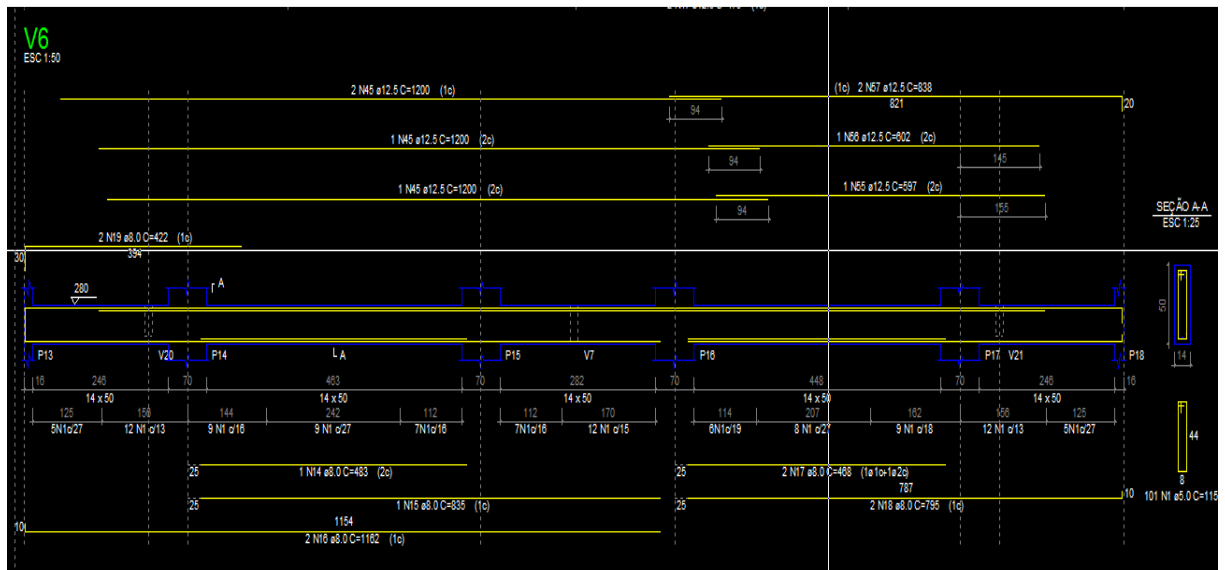 V6
ESC 1:50
2 N45 ø12.5 C=1200 (1c)
(1c) 2 N57 ø12.5 C=838
821
20
94
1 N45 ø12.5 C=1200 (2c)
1 N56 ø12.5 C=602 (2c)
94
145
1 N45 ø12.5 C=1200 (2c)
1 N55 ø12.5 C=597 (2c)
94
155
SEÇÃO A-A
ESC 1:25
2 N19 ø8.0 C=422 (1c)
394
30
A
280
50
P13 V20 P14 A P15 V7 P16 P17 V21 P18
14
16 246 70 463 70 282 70 448 70 246 16
14 x 50 14 x 50 14 x 50 14 x 50 14 x 50
125 144 242 112 112 170 114 207 162 156 125
5N1c/27 12 N1 c/13 9 N1 c/16 9 N1 c/27 7N1c/16 7N1c/16 12 N1 c/15 6N1c/19 8 N1 c/27 9 N1 c/18 12 N1 c/13 5N1c/27
44
8
101 N1 ø5.0 C=115
25 1 N14 ø8.0 C=483 (2c)
25 2 N17 ø8.0 C=468 (1ø1c+1ø2c)
787
25 1 N15 ø8.0 C=835 (1c)
25 2 N18 ø8.0 C=795 (1c)
10
1154
10
2 N16 ø8.0 C=1162 (1c)